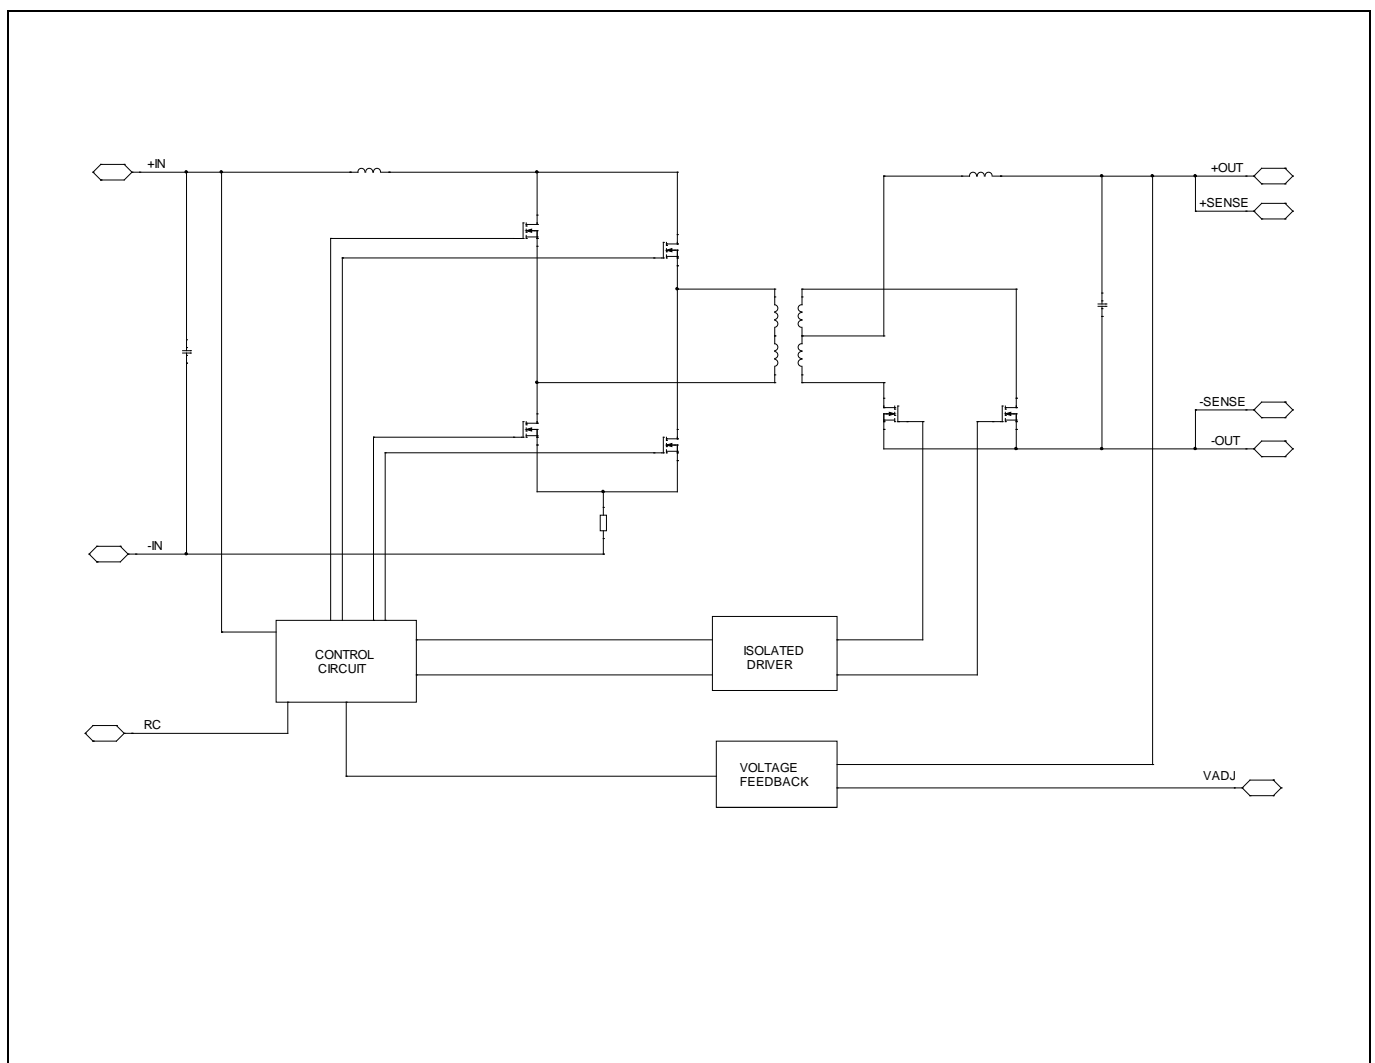 +IN
+OUT
+SENSE
-SENSE
-OUT
-IN
CONTROL
CIRCUIT
ISOLATED
DRIVER
RC
VOLTAGE
FEEDBACK
VADJ